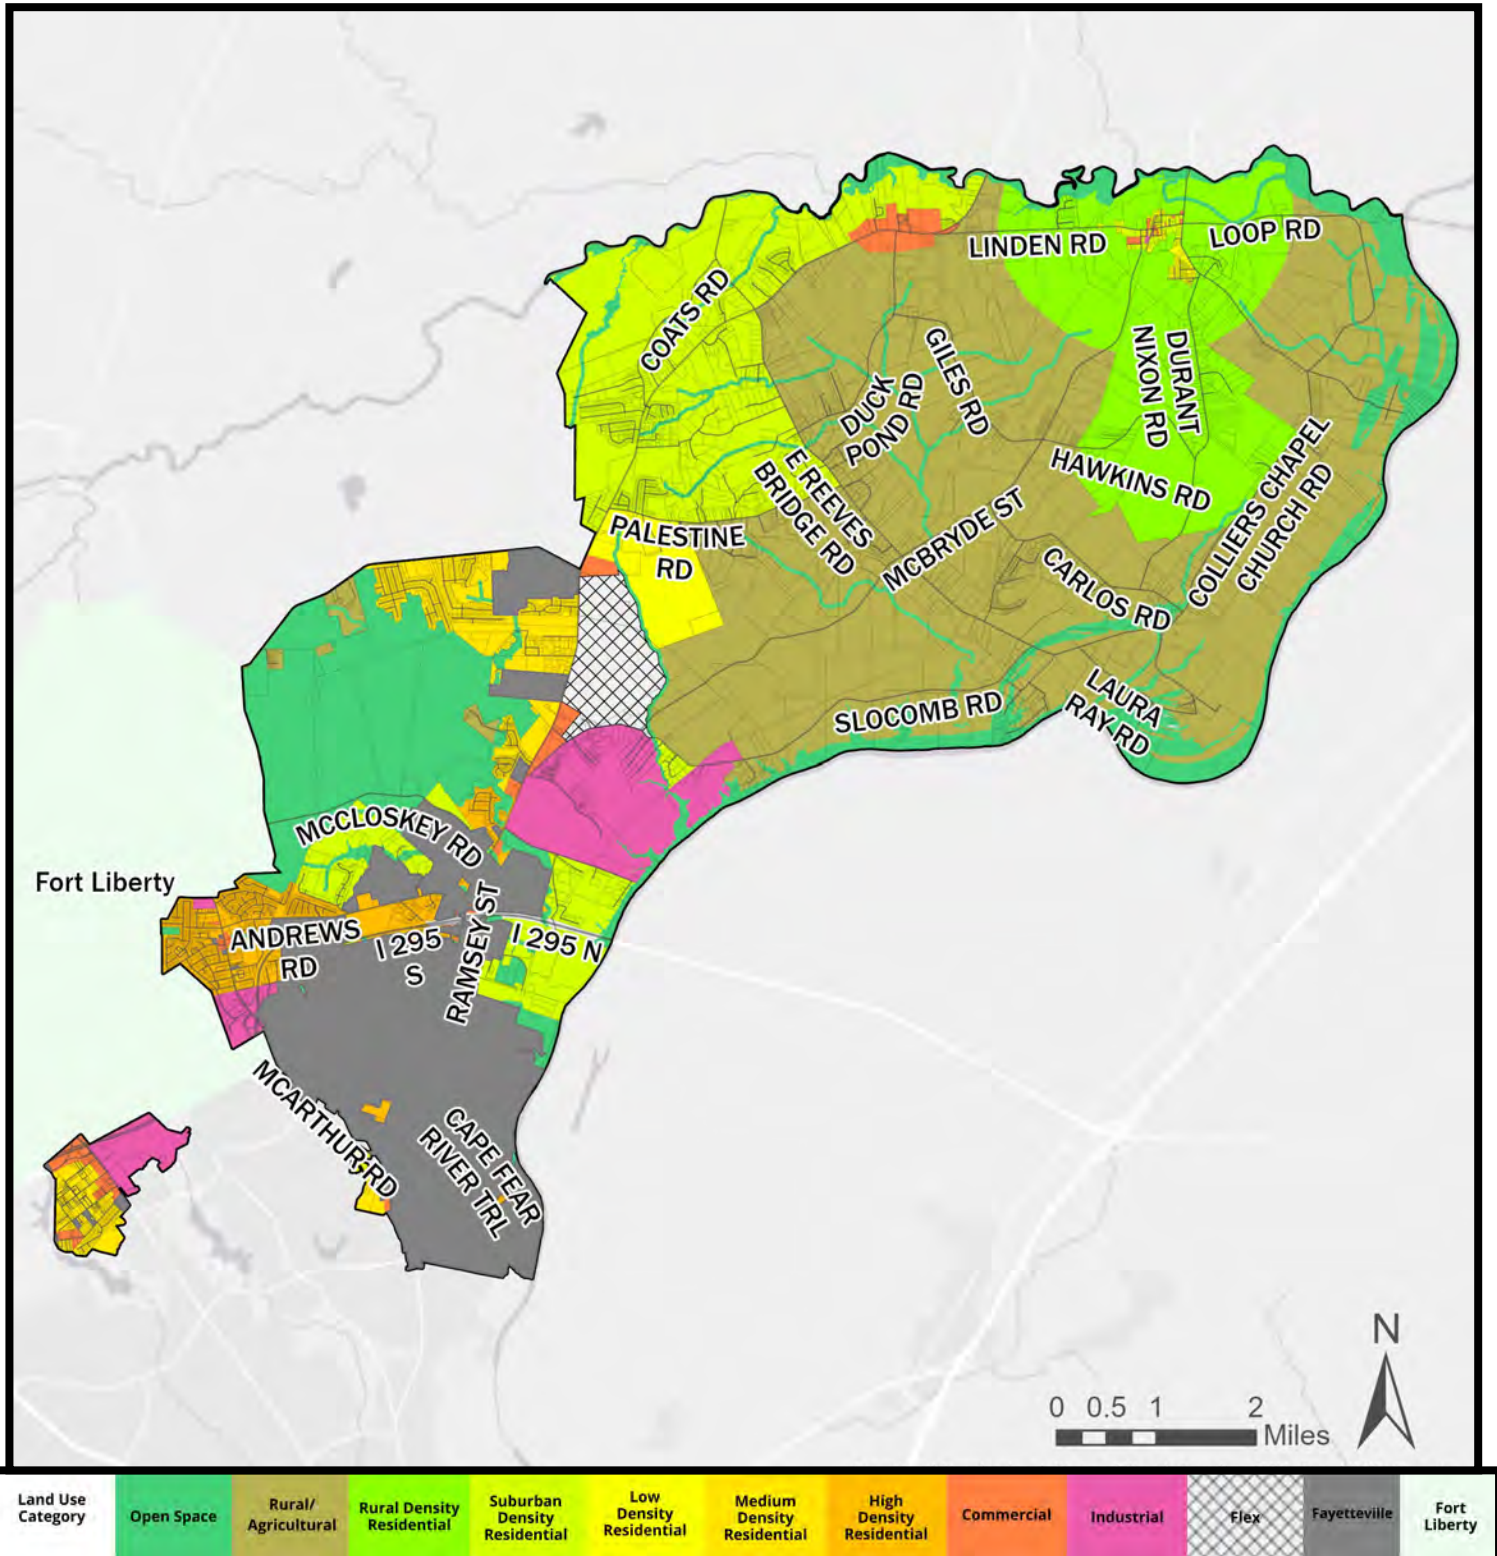 LINDEN RD
LOOP RD
COATS RD
GILES RD
DURANT
NIXON RD
DUCK
POND RD
HAWKINS RD
COLLIERS CHAPEL
CHURCH RD
E REEVES
BRIDGE RD
PALESTINE
RD
MCBRYDE ST
CARLOS RD
LAURA
RAY RD
SLOCOMB RD
MCCLOSKEY RD
Fort Liberty
ANDREWS
RD
I 295
S
RAMSEY ST
I 295 N
MCARTHUR RD
CAPE FEAR
RIVER TRL
N
0 0.5 1 2
Miles
Land Use
Category
Open Space
Rural/
Agricultural
Rural Density
Residential
Suburban
Density
Residential
Low
Density
Residential
Medium
Density
Residential
High
Density
Residential
Commercial
Industrial
Flex
Fayetteville
Fort
Liberty